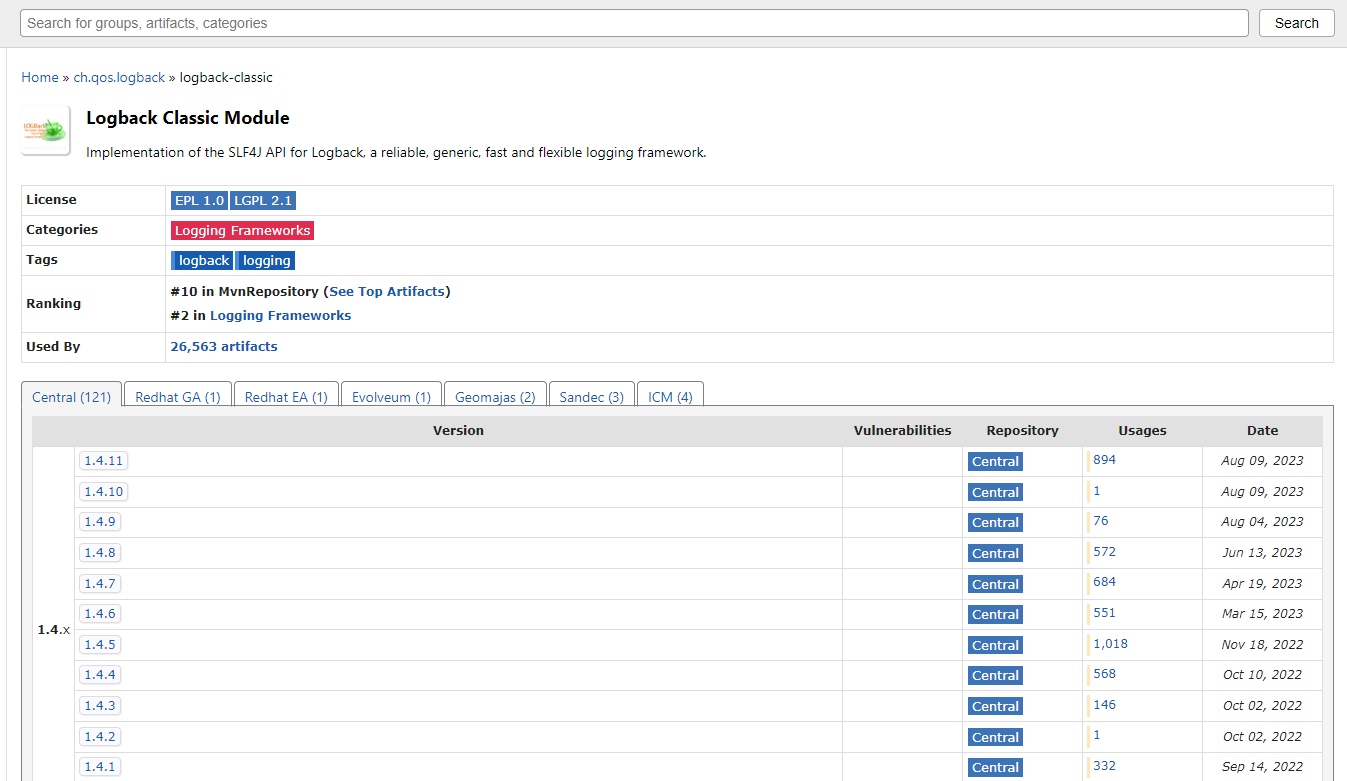 Search for groups, artifacts, categories
Search
Home » ch.qos.logback » logback-classic
Logback Classic Module
Implementation of the SLF4J API for Logback, a reliable, generic, fast and flexible logging framework.
License EPL 1.0 LGPL 2.1
Categories Logging Frameworks
Tags logback logging
Ranking #10 in MvnRepository (See Top Artifacts)
#2 in Logging Frameworks
Used By 26,563 artifacts
Central (121) Redhat GA (1) Redhat EA (1) Evolveum (1) Geomajas (2) Sandec (3) ICM (4)
Version Vulnerabilities Repository Usages Date
1.4.x
1.4.11 Central 894 Aug 09, 2023
1.4.10 Central 1 Aug 09, 2023
1.4.9 Central 76 Aug 04, 2023
1.4.8 Central 572 Jun 13, 2023
1.4.7 Central 684 Apr 19, 2023
1.4.6 Central 551 Mar 15, 2023
1.4.5 Central 1,018 Nov 18, 2022
1.4.4 Central 568 Oct 10, 2022
1.4.3 Central 146 Oct 02, 2022
1.4.2 Central 1 Oct 02, 2022
1.4.1 Central 332 Sep 14, 2022